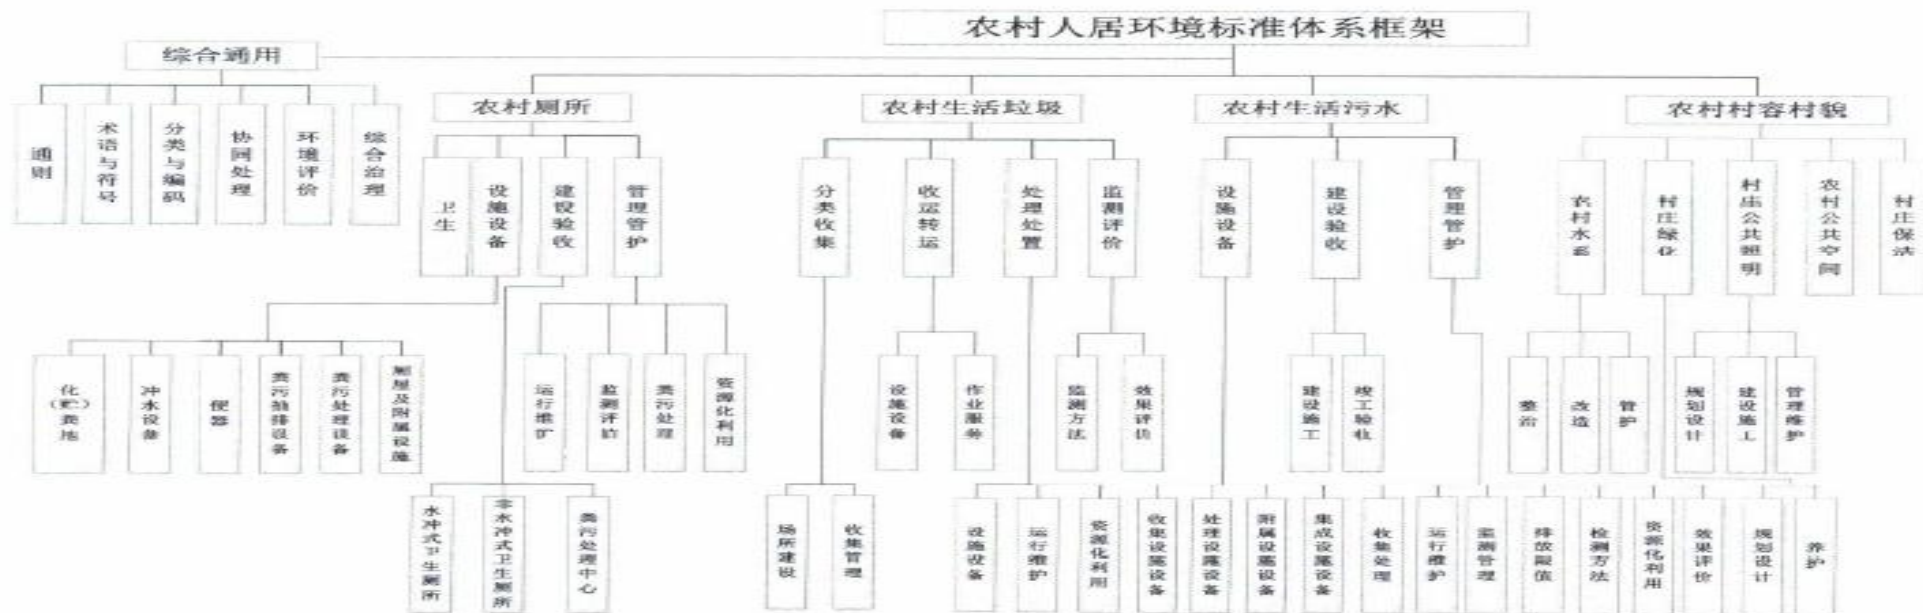 农村人居环境标准体系框架
综合通用
通则
术语与符号
分类与编码
协同处理
环境评价
综合治理
农村厕所
农村生活垃圾
农村生活污水
农村村容村貌
卫生
设施设备
建设验收
管理管护
分类收集
收运转运
处理处置
监测评价
设施设备
建设验收
管理管护
农村水系
村庄绿化
村庄公共照明
农村公共空间
村庄保洁
化(贮)粪池
冲水设备
便器
粪污抽排设备
粪污处理设备
厕屋及附属设施
运行维护
监测评估
粪污处理
资源化利用
设施设备
作业服务
监测方法
效果评价
建设施工
竣工验收
整治
改造
管护
规划设计
建设施工
管理维护
水冲式卫生厕所
非水冲式卫生厕所
粪污处理中心
场所建设
收集管理
设施设备
运行维护
资源化利用
收集设施设备
处理设施设备
附属设施设备
集成设施设备
收集处理
运行维护
监测管理
排放限值
检测方法
资源化利用
效果评价
规划设计
养护